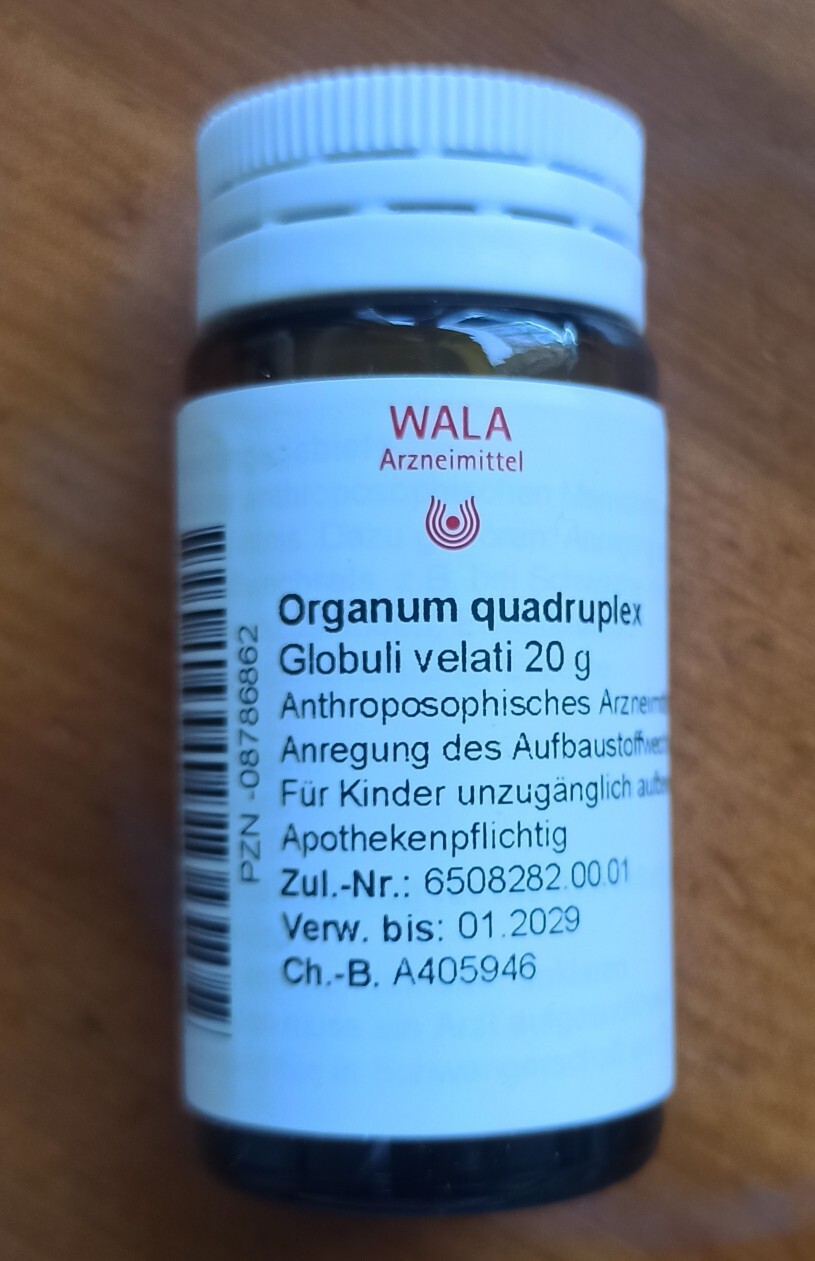 WALA
Arzneimittel
Organum quadruplex
Globuli velati 20 g
Anthroposophisches
Anregung des
Für Kinder unzugänglich
Apothekenpflichtig
Zul.-Nr.: 6508282.00.01
Verw. bis: 01.2029
Ch.-B. A405946
PZN -08786862